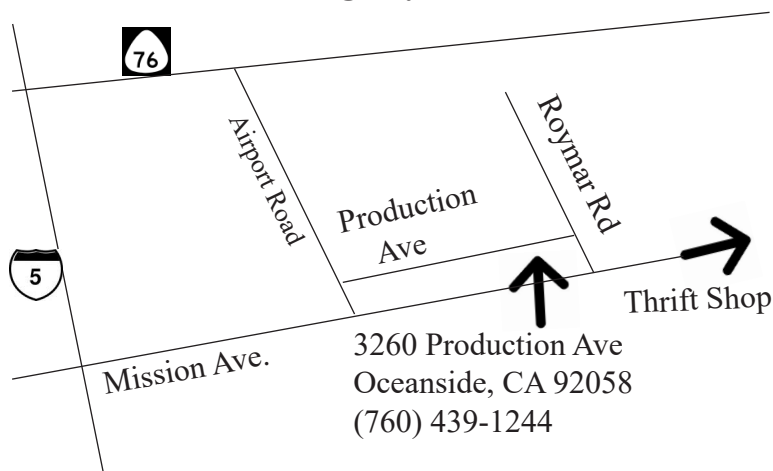 76
Airport Road
Roymar Rd
Production
Ave
5
Thrift Shop
Mission Ave.
3260 Production Ave
Oceanside, CA 92058
(760) 439-1244